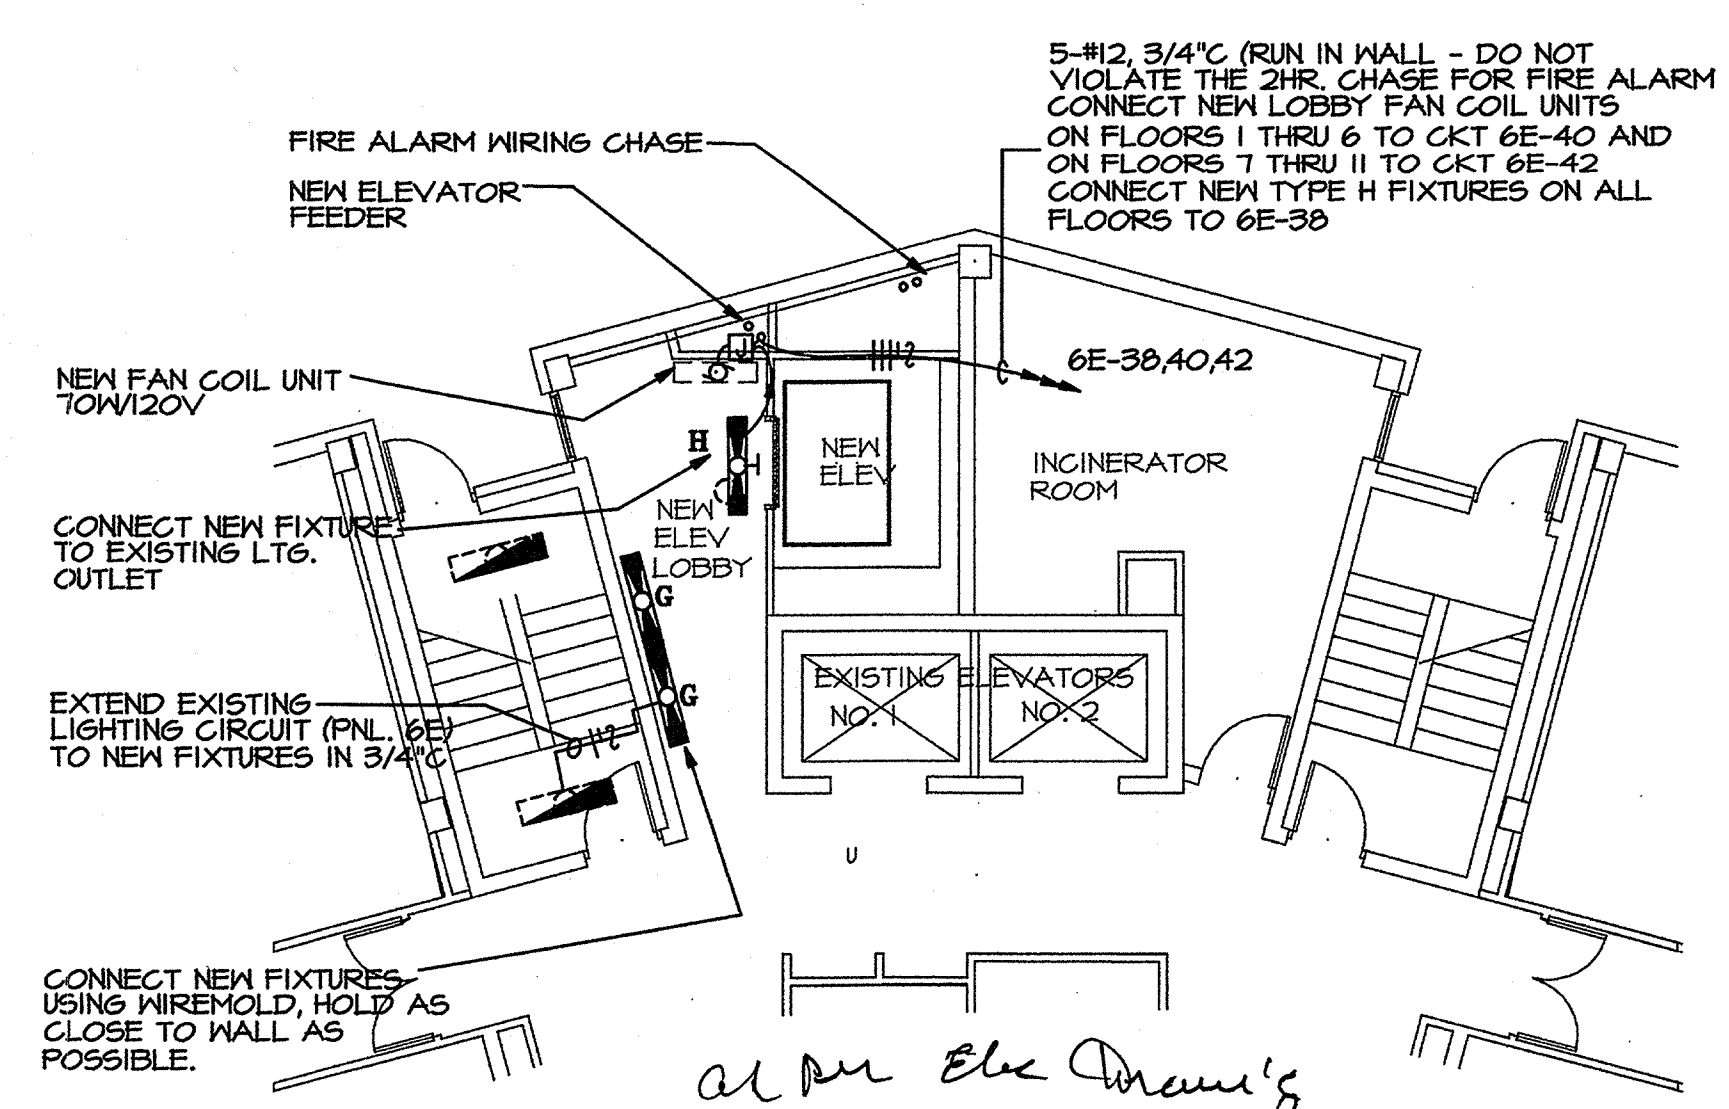 5-#12, 3/4"C (RUN IN WALL - DO NOT
VIOLATE THE 2HR. CHASE FOR FIRE ALARM
CONNECT NEW LOBBY FAN COIL UNITS
ON FLOORS 1 THRU 6 TO CKT 6E-40 AND
ON FLOORS 7 THRU 11 TO CKT 6E-42
CONNECT NEW TYPE H FIXTURES ON ALL
FLOORS TO 6E-38
FIRE ALARM WIRING CHASE
NEW ELEVATOR
FEEDER
J
6E-38,40,42
NEW FAN COIL UNIT
70W/120V
H
NEW
ELEV
INCINERATOR
ROOM
NEW
ELEV
LOBBY
CONNECT NEW FIXTURE
TO EXISTING LTG.
OUTLET
G
G
EXISTING ELEVATORS
NO. 1
NO. 2
EXTEND EXISTING
LIGHTING CIRCUIT (PNL. 6E)
TO NEW FIXTURES IN 3/4"C
U
CONNECT NEW FIXTURES
USING WIREMOLD, HOLD AS
CLOSE TO WALL AS
POSSIBLE.
Elec